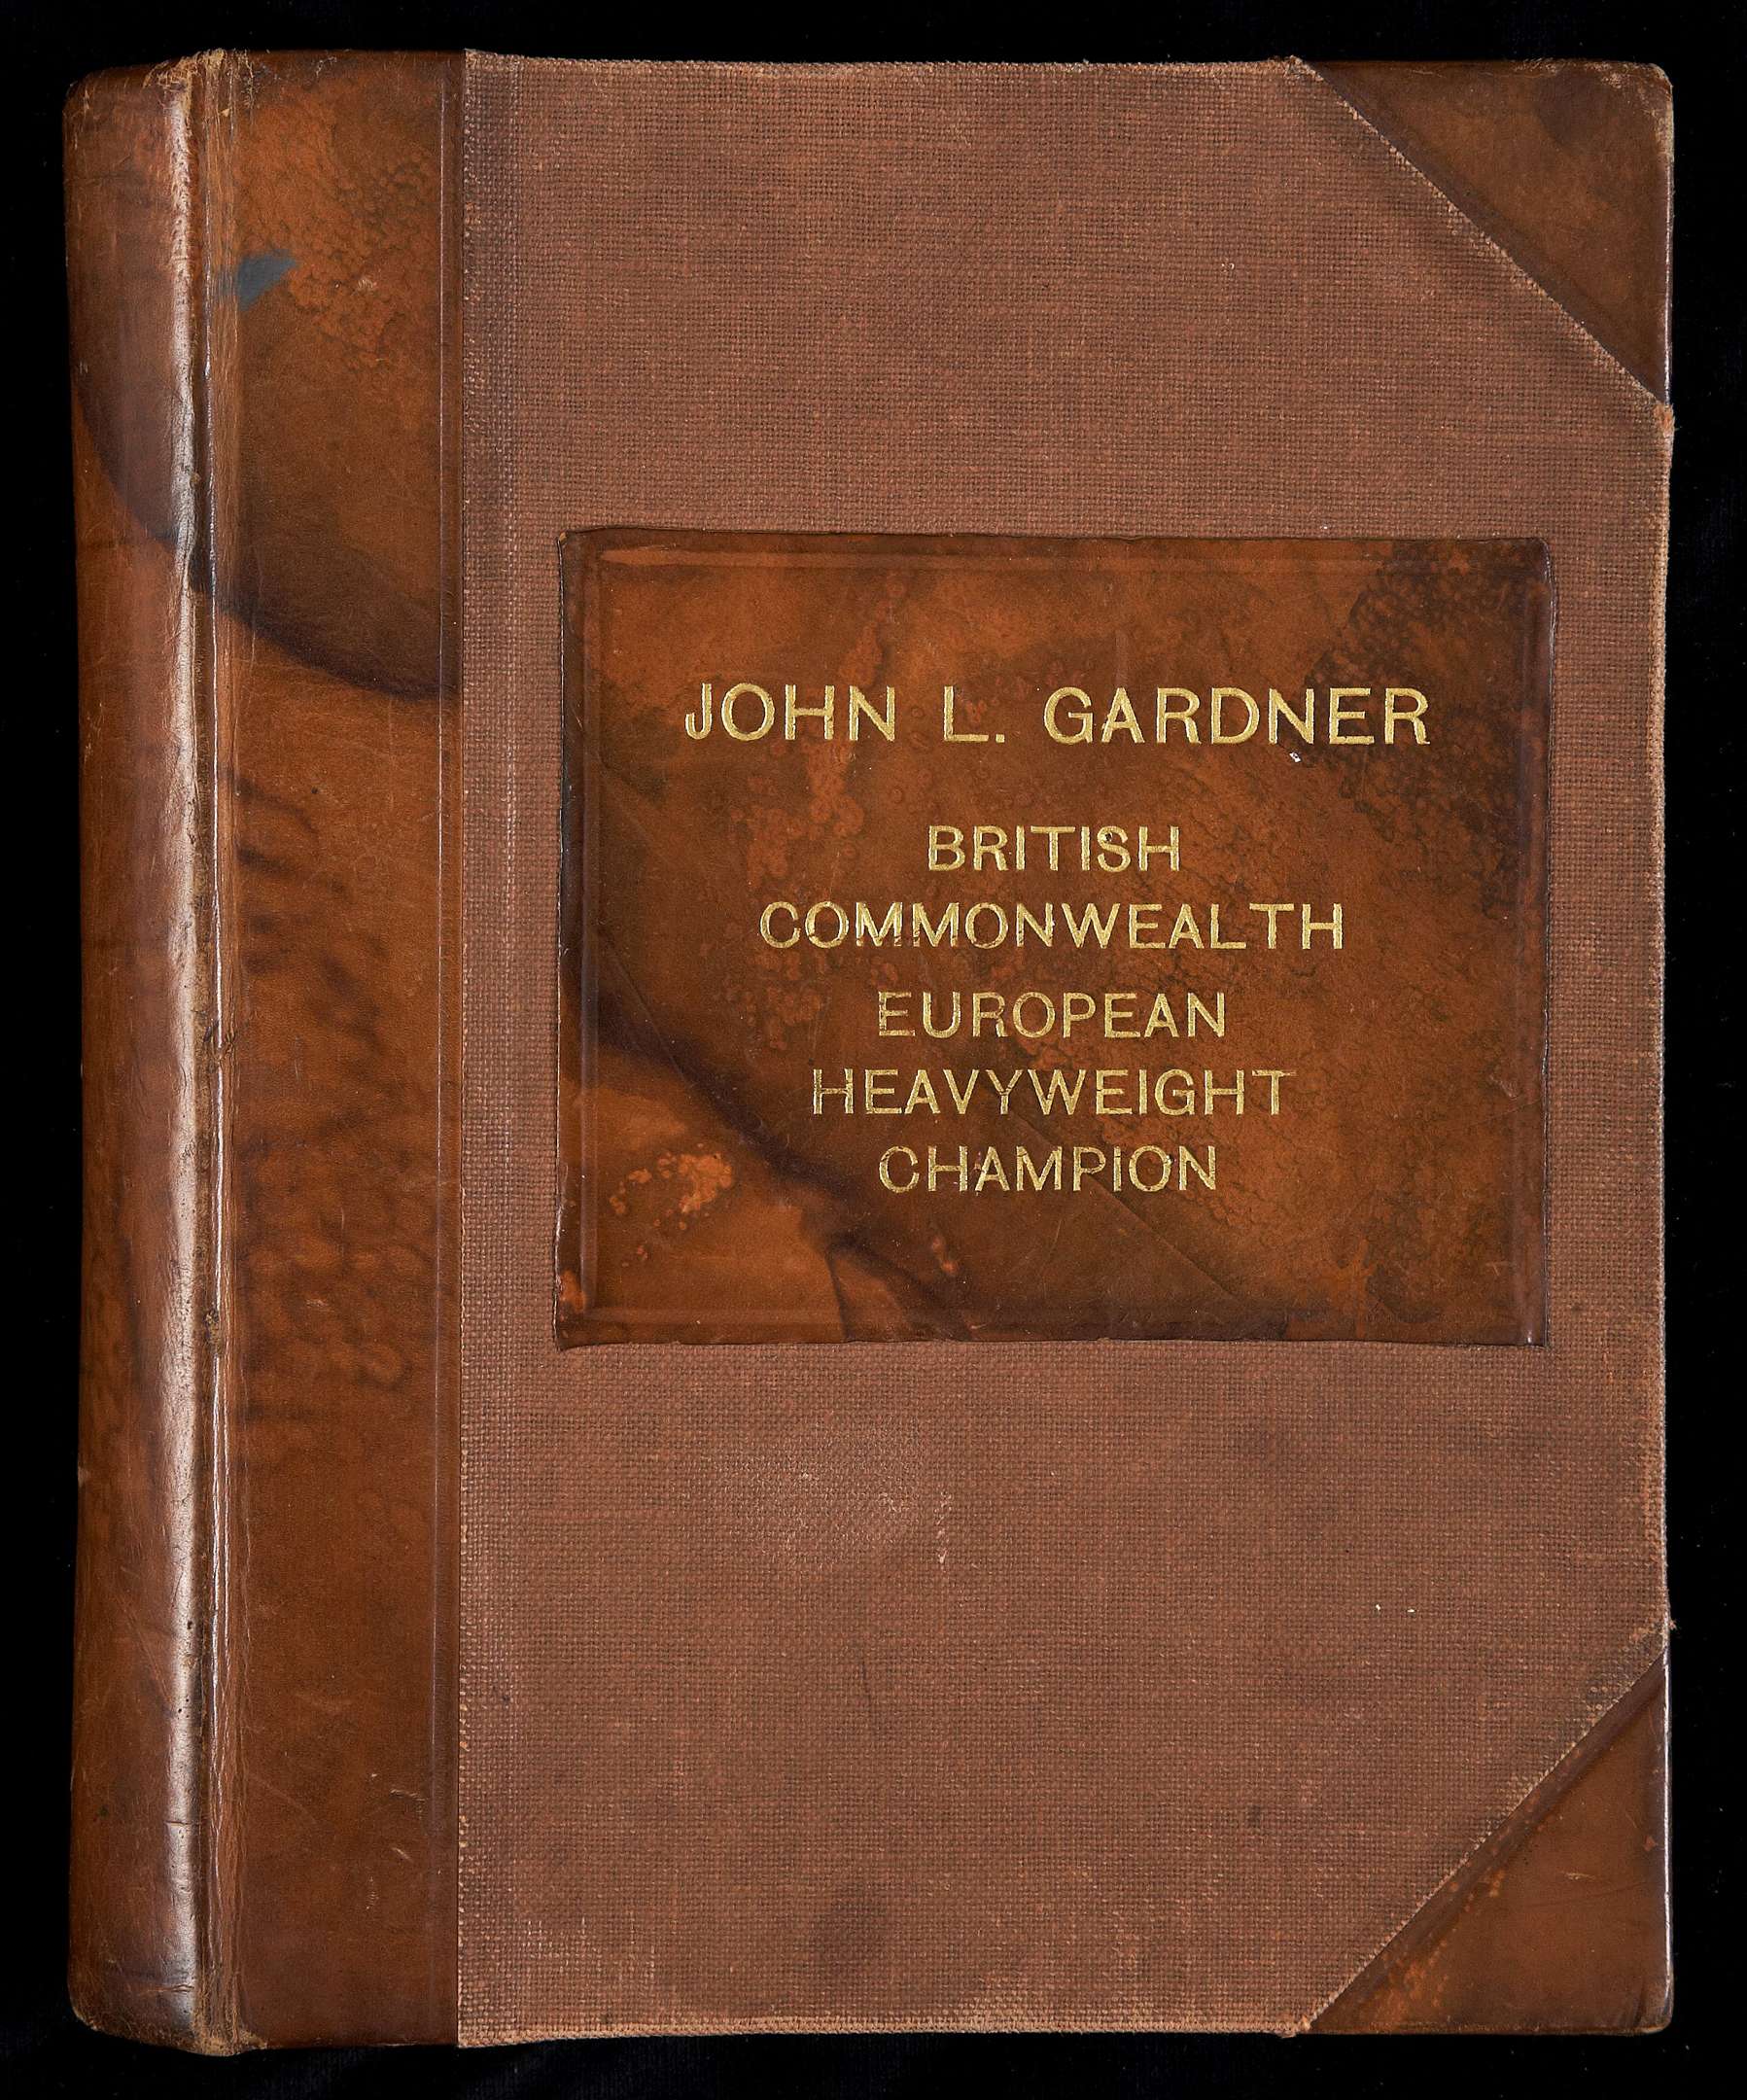 JOHN L. GARDNER
BRITISH
COMMONWEALTH
EUROPEAN
HEAVYWEIGHT
CHAMPION